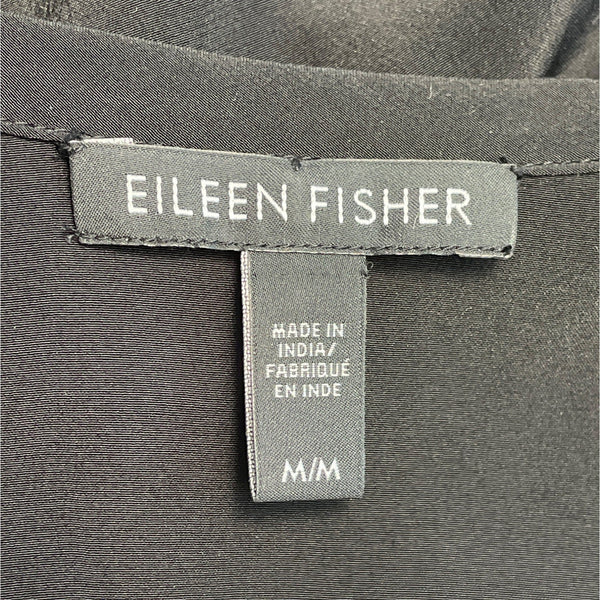 EILEEN FISHER
MADE IN
INDIA/
FABRIQUÉ
EN INDE
M/M